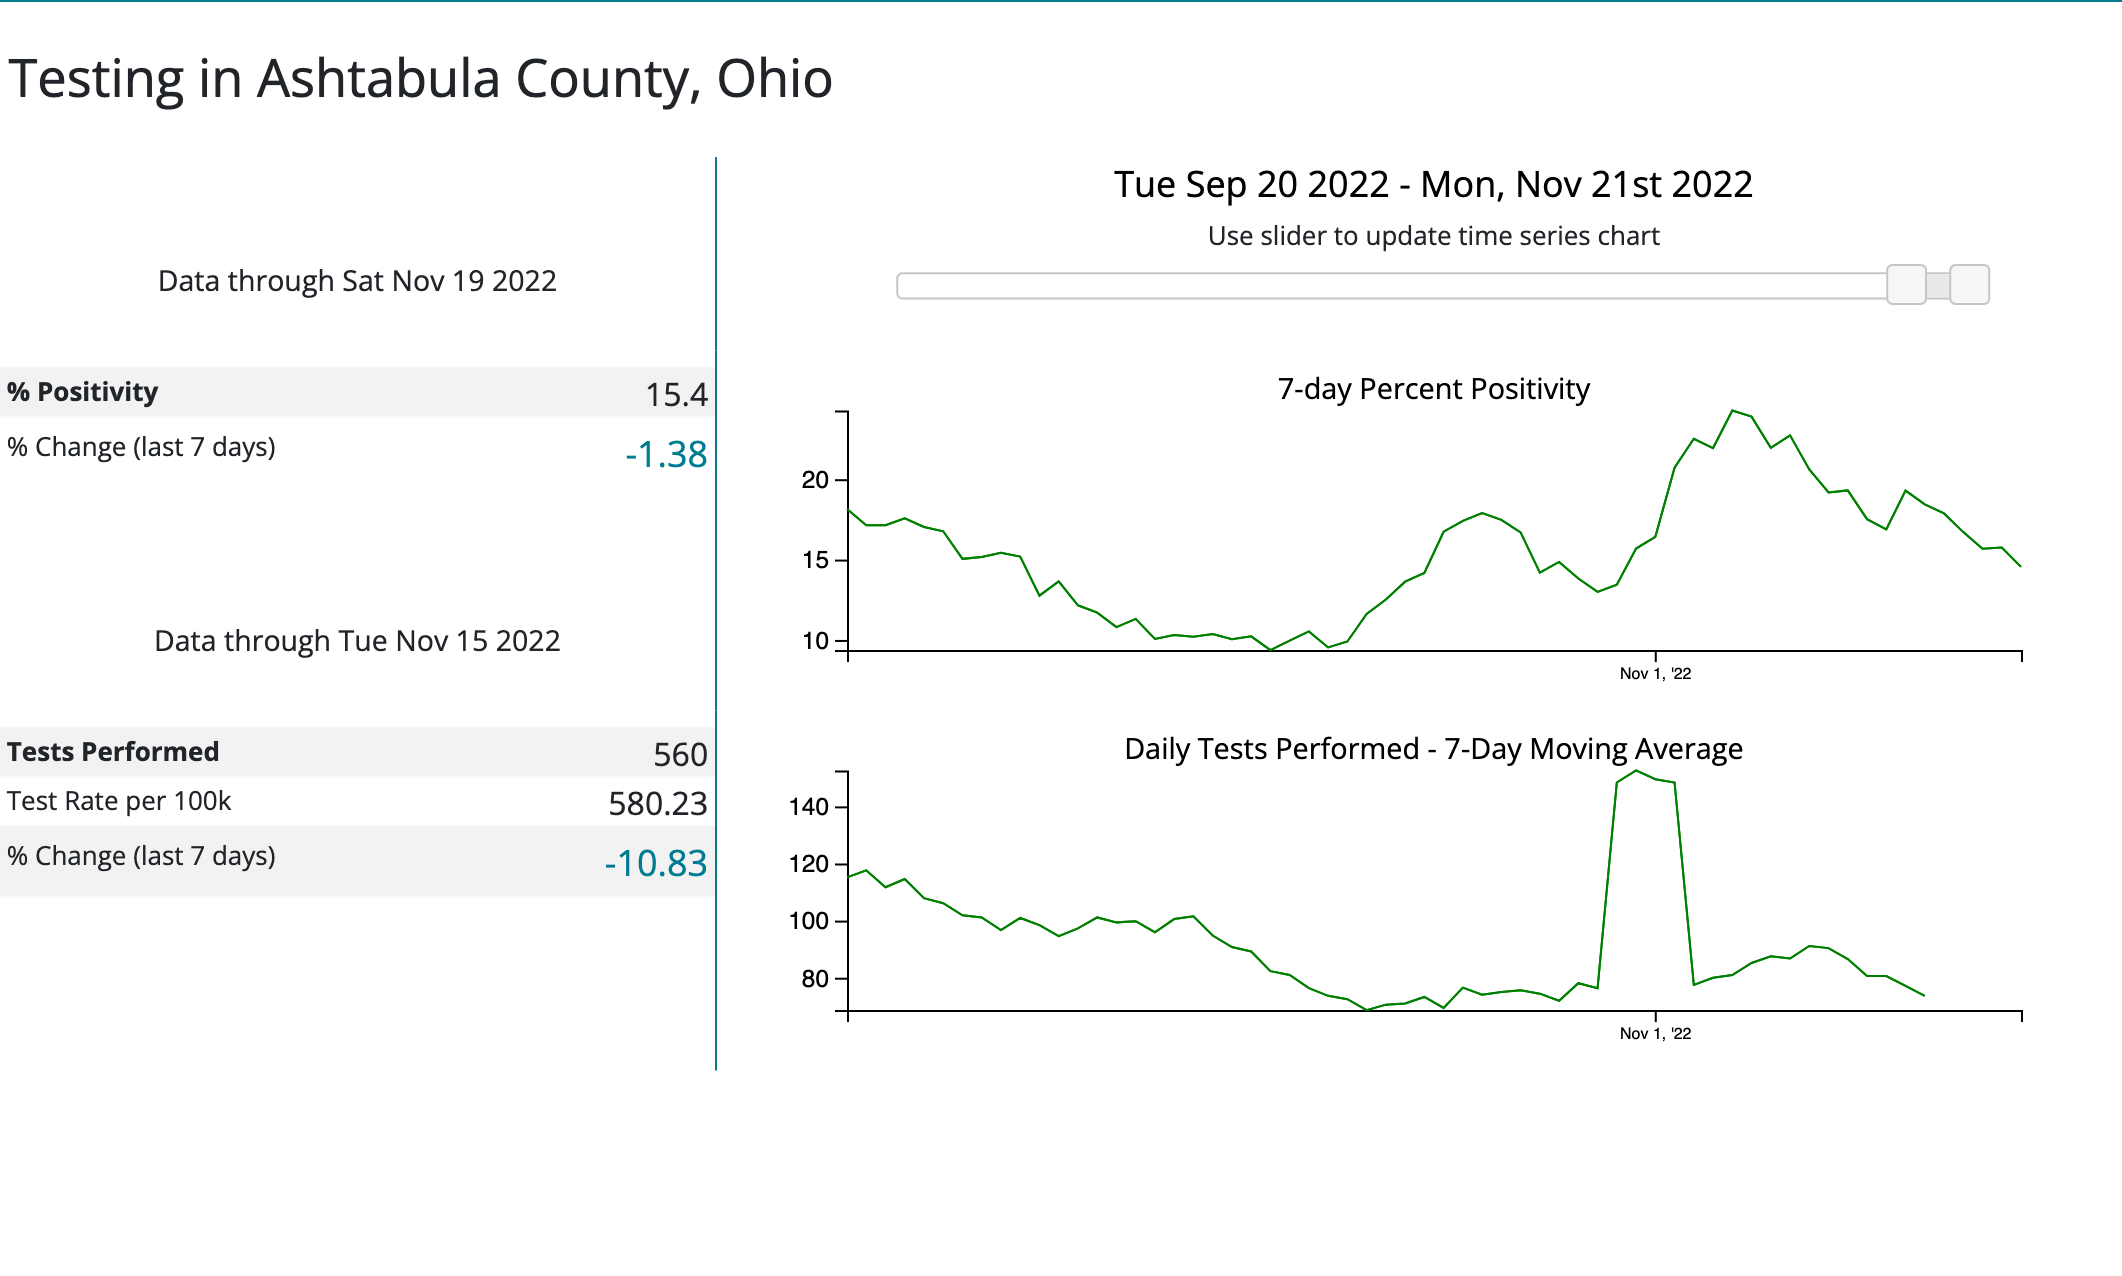 Testing in Ashtabula County, Ohio
Data through Sat Nov 19 2022
% Positivity 15.4
% Change (last 7 days) -1.38
Data through Tue Nov 15 2022
Tests Performed 560
Test Rate per 100k 580.23
% Change (last 7 days) -10.83
Tue Sep 20 2022 - Mon, Nov 21st 2022
Use slider to update time series chart
7-day Percent Positivity
20
15
10
Nov 1, '22
Daily Tests Performed - 7-Day Moving Average
140
120
100
80
Nov 1, '22